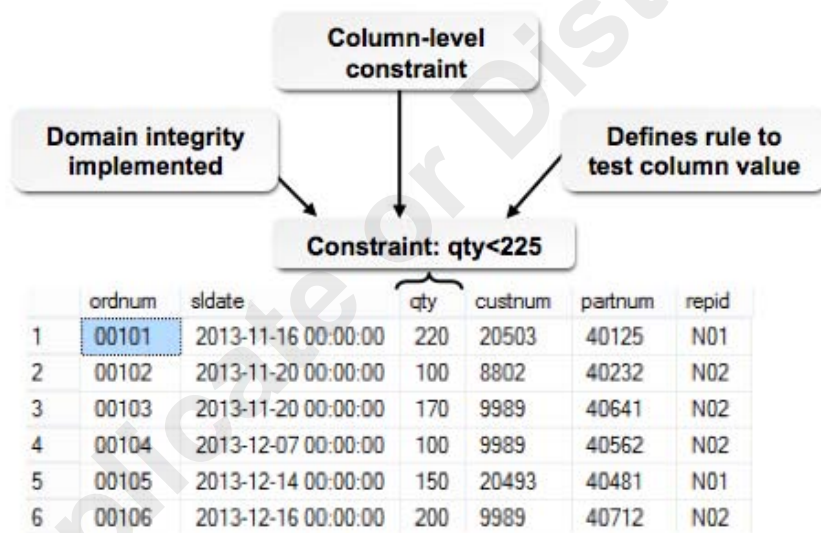 Column-level
constraint
Domain integrity
implemented
Defines rule to
test column value
Constraint: qty<225
ordnum sldate qty custnum partnum repid
1 00101 2013-11-16 00:00:00 220 20503 40125 N01
2 00102 2013-11-20 00:00:00 100 8802 40232 N02
3 00103 2013-11-20 00:00:00 170 9989 40641 N02
4 00104 2013-12-07 00:00:00 100 9989 40562 N02
5 00105 2013-12-14 00:00:00 150 20493 40481 N01
6 00106 2013-12-16 00:00:00 200 9989 40712 N02